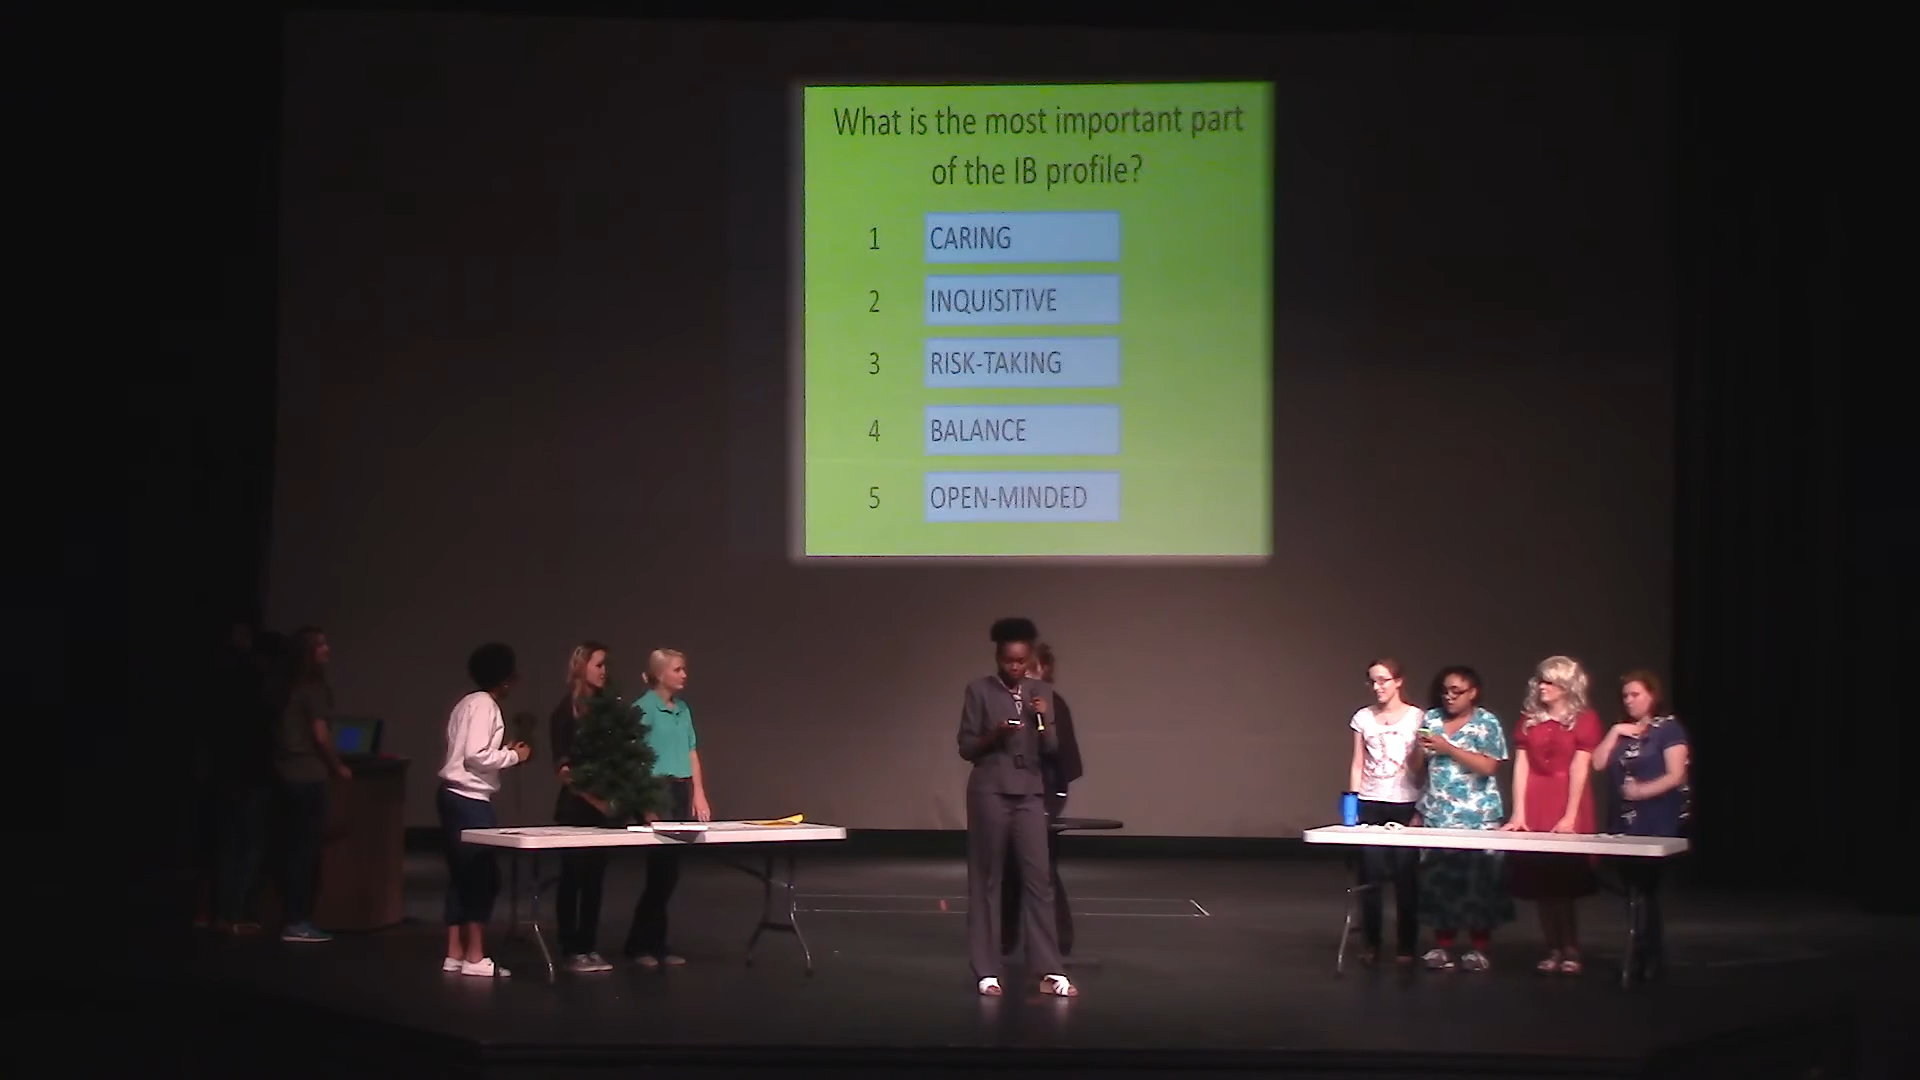 What is the most important part
of the IB profile?
1 CARING
2 INQUISITIVE
3 RISK-TAKING
4 BALANCE
5 OPEN-MINDED